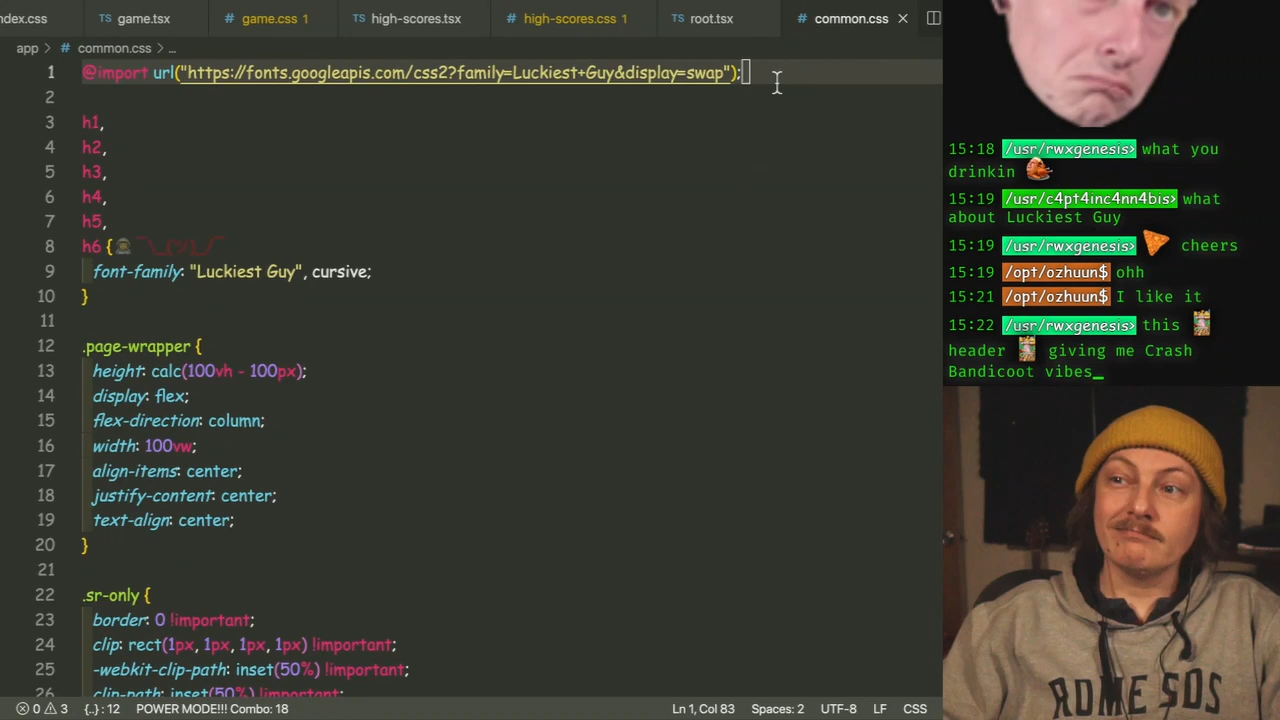 ndex.css
TS game.tsx
# game.css 1
TS high-scores.tsx
# high-scores.css 1
TS root.tsx
# common.css
app > # common.css > ...
1 @import url("https://fonts.googleapis.com/css2?family=Luckiest+Guy&display=swap");
2
3 h1,
4 h2,
5 h3,
6 h4,
7 h5,
8 h6 {
9 font-family: "Luckiest Guy", cursive;
10 }
11
12 .page-wrapper {
13 height: calc(100vh - 100px);
14 display: flex;
15 flex-direction: column;
16 width: 100vw;
17 align-items: center;
18 justify-content: center;
19 text-align: center;
20 }
21
22 .sr-only {
23 border: 0 !important;
24 clip: rect(1px, 1px, 1px, 1px) !important;
25 -webkit-clip-path: inset(50%) !important;
26 clip-path: inset(50%) !important;
0 3 {..} : 12 POWER MODE!!! Combo: 18 Ln 1, Col 83 Spaces: 2 UTF-8 LF CSS
15:18 /usr/rwxgenesis> what you
drinkin
15:19 /usr/c4pt4inc4nn4bis> what
about Luckiest Guy
15:19 /usr/rwxgenesis> cheers
15:19 /opt/ozhuun$ ohh
15:21 /opt/ozhuun$ I like it
15:22 /usr/rwxgenesis> this
header giving me Crash
Bandicoot vibes_
ROME SOS